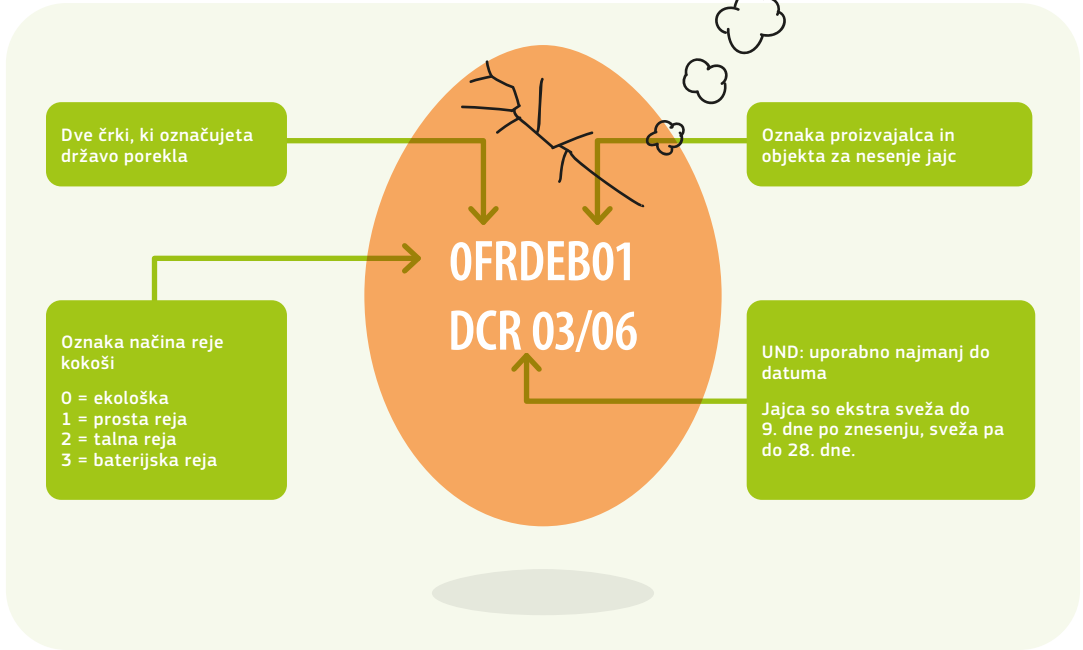 Dve črki, ki označujeta
državo porekla
Oznaka proizvajalca in
objekta za nesenje jajc
0FRDEB01
DCR 03/06
Oznaka načina reje
kokoši
0 = ekološka
1 = prosta reja
2 = talna reja
3 = baterijska reja
UND: uporabno najmanj do
datuma
Jajca so ekstra sveža do
9. dne po znesenju, sveža pa
do 28. dne.